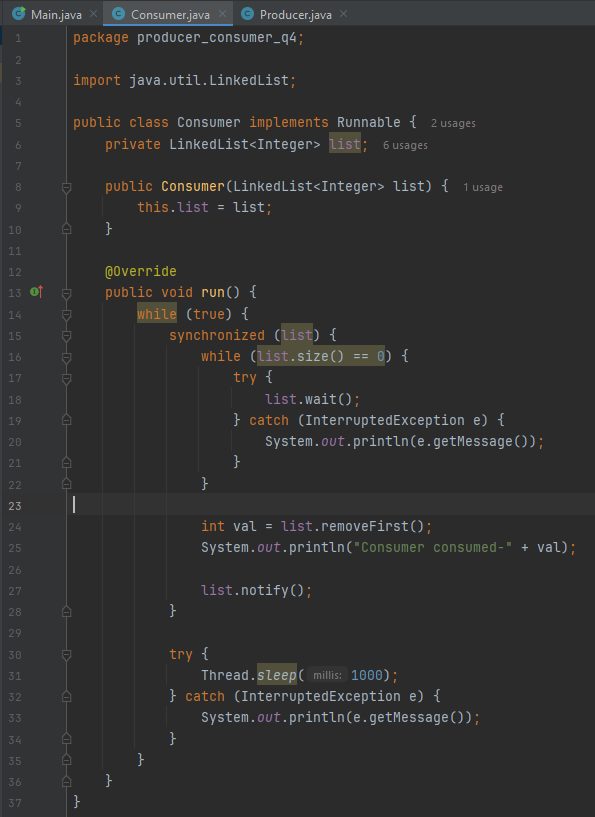 Main.java Consumer.java Producer.java
1 package producer_consumer_q4;
2
3 import java.util.LinkedList;
4
5 public class Consumer implements Runnable { 2 usages
6     private LinkedList<Integer> list; 6 usages
7
8     public Consumer(LinkedList<Integer> list) { 1 usage
9         this.list = list;
10     }
11
12     @Override
13     public void run() {
14         while (true) {
15             synchronized (list) {
16                 while (list.size() == 0) {
17                     try {
18                         list.wait();
19                     } catch (InterruptedException e) {
20                         System.out.println(e.getMessage());
21                     }
22                 }
23
24                 int val = list.removeFirst();
25                 System.out.println("Consumer consumed-" + val);
26
27                 list.notify();
28             }
29
30             try {
31                 Thread.sleep( millis: 1000);
32             } catch (InterruptedException e) {
33                 System.out.println(e.getMessage());
34             }
35         }
36     }
37 }